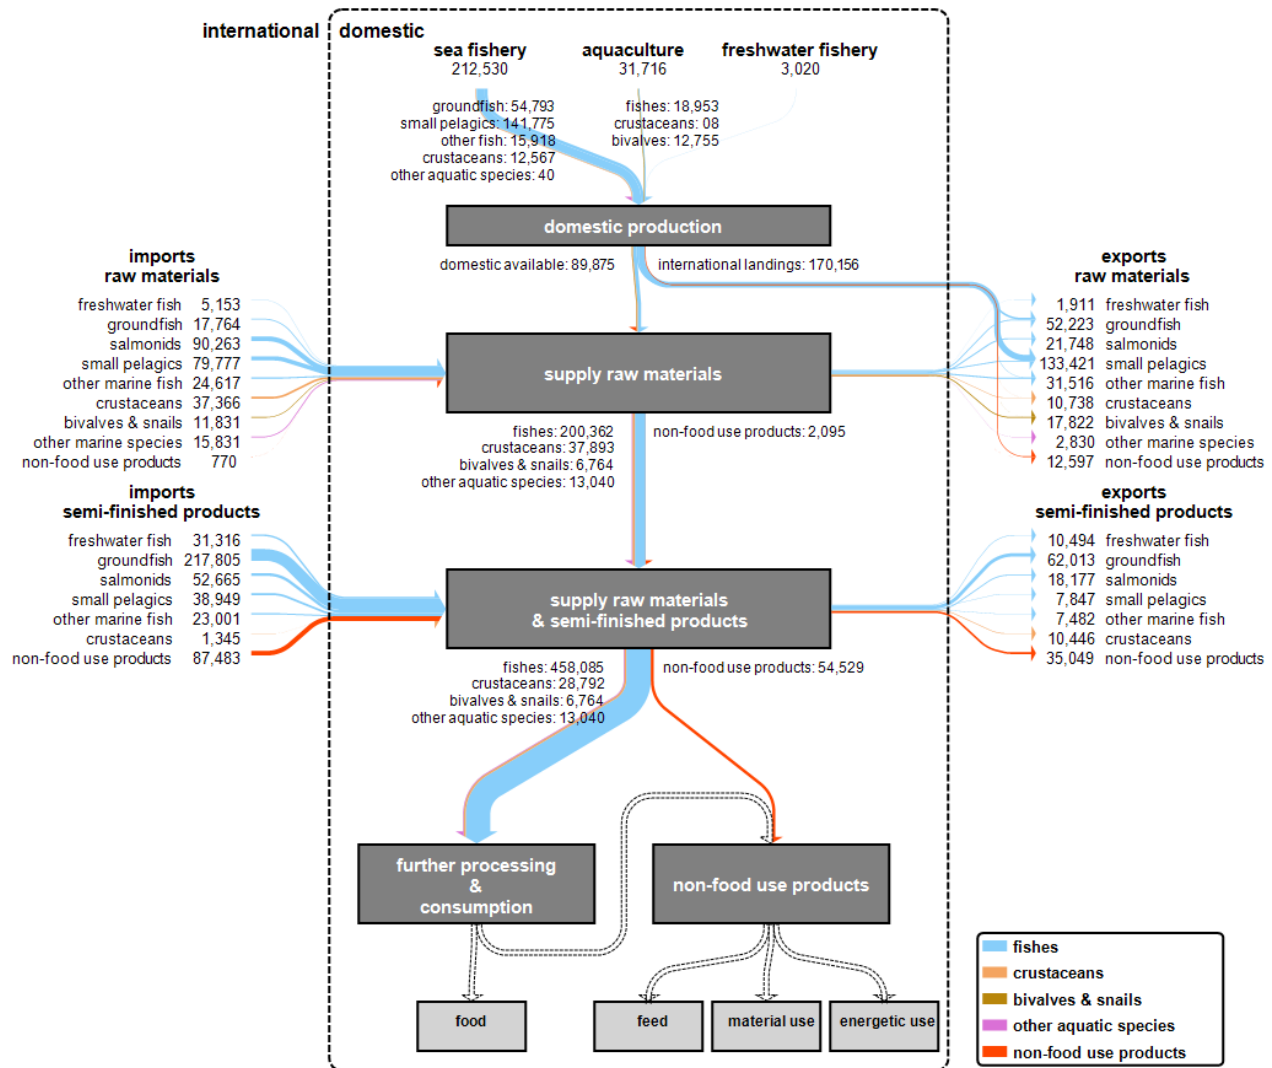 international domestic
sea fishery
212,530
aquaculture
31,716
freshwater fishery
3,020
groundfish: 54,793
small pelagics: 141,775
other fish: 15,918
crustaceans: 12,567
other aquatic species: 40
fishes: 18,953
crustaceans: 08
bivalves: 12,755
domestic production
domestic available: 89,875
international landings: 170,156
imports
raw materials
freshwater fish 5,153
groundfish 17,764
salmonids 90,263
small pelagics 79,777
other marine fish 24,617
crustaceans 37,366
bivalves & snails 11,831
other marine species 15,831
non-food use products 770
supply raw materials
exports
raw materials
1,911 freshwater fish
52,223 groundfish
21,748 salmonids
133,421 small pelagics
31,516 other marine fish
10,738 crustaceans
17,822 bivalves & snails
2,830 other marine species
12,597 non-food use products
fishes: 200,362
crustaceans: 37,893
bivalves & snails: 6,764
other aquatic species: 13,040
non-food use products: 2,095
imports
semi-finished products
freshwater fish 31,316
groundfish 217,805
salmonids 52,665
small pelagics 38,949
other marine fish 23,001
crustaceans 1,345
non-food use products 87,483
supply raw materials
& semi-finished products
exports
semi-finished products
10,494 freshwater fish
62,013 groundfish
18,177 salmonids
7,847 small pelagics
7,482 other marine fish
10,446 crustaceans
35,049 non-food use products
fishes: 458,085
crustaceans: 28,792
bivalves & snails: 6,764
other aquatic species: 13,040
non-food use products: 54,529
further processing
&
consumption
non-food use products
food
feed
material use
energetic use
fishes
crustaceans
bivalves & snails
other aquatic species
non-food use products